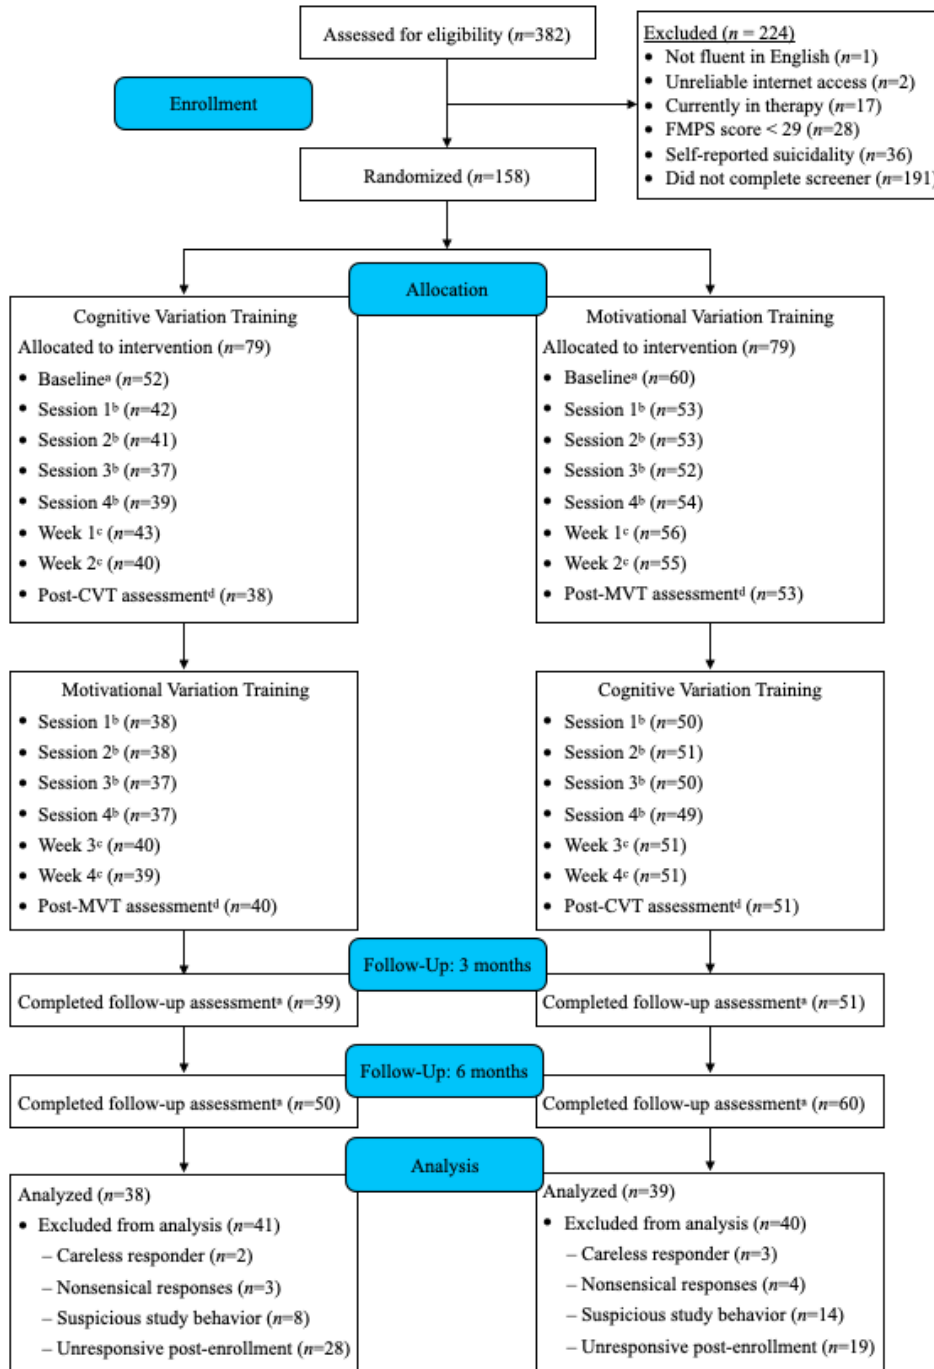 Assessed for eligibility (n=382)
Excluded (n = 224)
• Not fluent in English (n=1)
• Unreliable internet access (n=2)
• Currently in therapy (n=17)
• FMPS score < 29 (n=28)
• Self-reported suicidality (n=36)
• Did not complete screener (n=191)
Enrollment
Randomized (n=158)
Allocation
Cognitive Variation Training
Allocated to intervention (n=79)
• Baselineᵃ (n=52)
• Session 1ᵇ (n=42)
• Session 2ᵇ (n=41)
• Session 3ᵇ (n=37)
• Session 4ᵇ (n=39)
• Week 1ᶜ (n=43)
• Week 2ᶜ (n=40)
• Post-CVT assessmentᵈ (n=38)
Motivational Variation Training
Allocated to intervention (n=79)
• Baselineᵃ (n=60)
• Session 1ᵇ (n=53)
• Session 2ᵇ (n=53)
• Session 3ᵇ (n=52)
• Session 4ᵇ (n=54)
• Week 1ᶜ (n=56)
• Week 2ᶜ (n=55)
• Post-MVT assessmentᵈ (n=53)
Motivational Variation Training
• Session 1ᵇ (n=38)
• Session 2ᵇ (n=38)
• Session 3ᵇ (n=37)
• Session 4ᵇ (n=37)
• Week 3ᶜ (n=40)
• Week 4ᶜ (n=39)
• Post-MVT assessmentᵈ (n=40)
Cognitive Variation Training
• Session 1ᵇ (n=50)
• Session 2ᵇ (n=51)
• Session 3ᵇ (n=50)
• Session 4ᵇ (n=49)
• Week 3ᶜ (n=51)
• Week 4ᶜ (n=51)
• Post-CVT assessmentᵈ (n=51)
Follow-Up: 3 months
Completed follow-up assessmentᵃ (n=39)
Completed follow-up assessmentᵃ (n=51)
Follow-Up: 6 months
Completed follow-up assessmentᵃ (n=50)
Completed follow-up assessmentᵃ (n=60)
Analysis
Analyzed (n=38)
• Excluded from analysis (n=41)
– Careless responder (n=2)
– Nonsensical responses (n=3)
– Suspicious study behavior (n=8)
– Unresponsive post-enrollment (n=28)
Analyzed (n=39)
• Excluded from analysis (n=40)
– Careless responder (n=3)
– Nonsensical responses (n=4)
– Suspicious study behavior (n=14)
– Unresponsive post-enrollment (n=19)